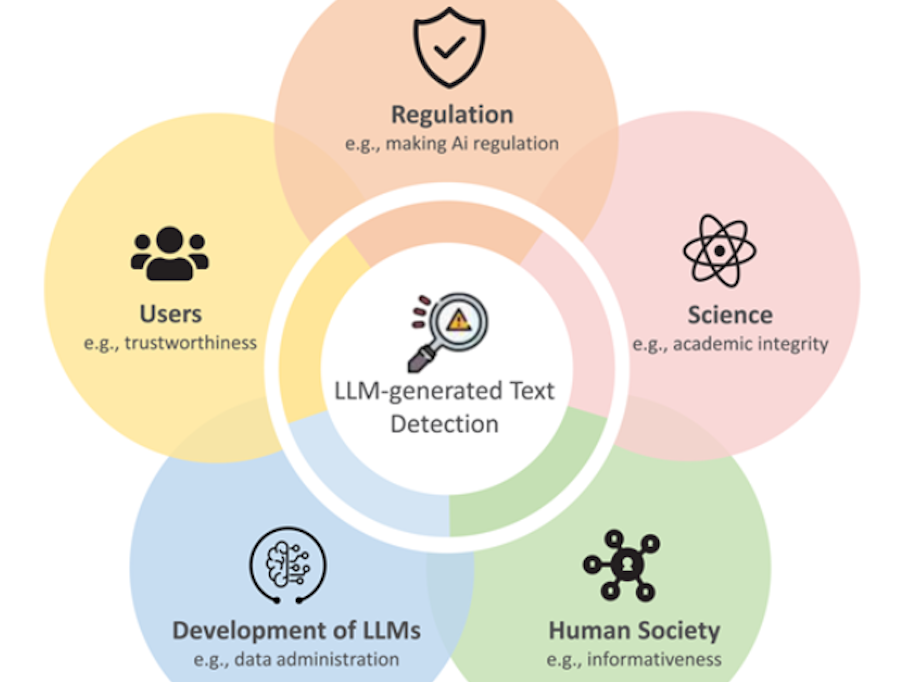 Regulation
e.g., making Ai regulation
Users
e.g., trustworthiness
Science
e.g., academic integrity
LLM-generated Text
Detection
Development of LLMs
e.g., data administration
Human Society
e.g., informativeness